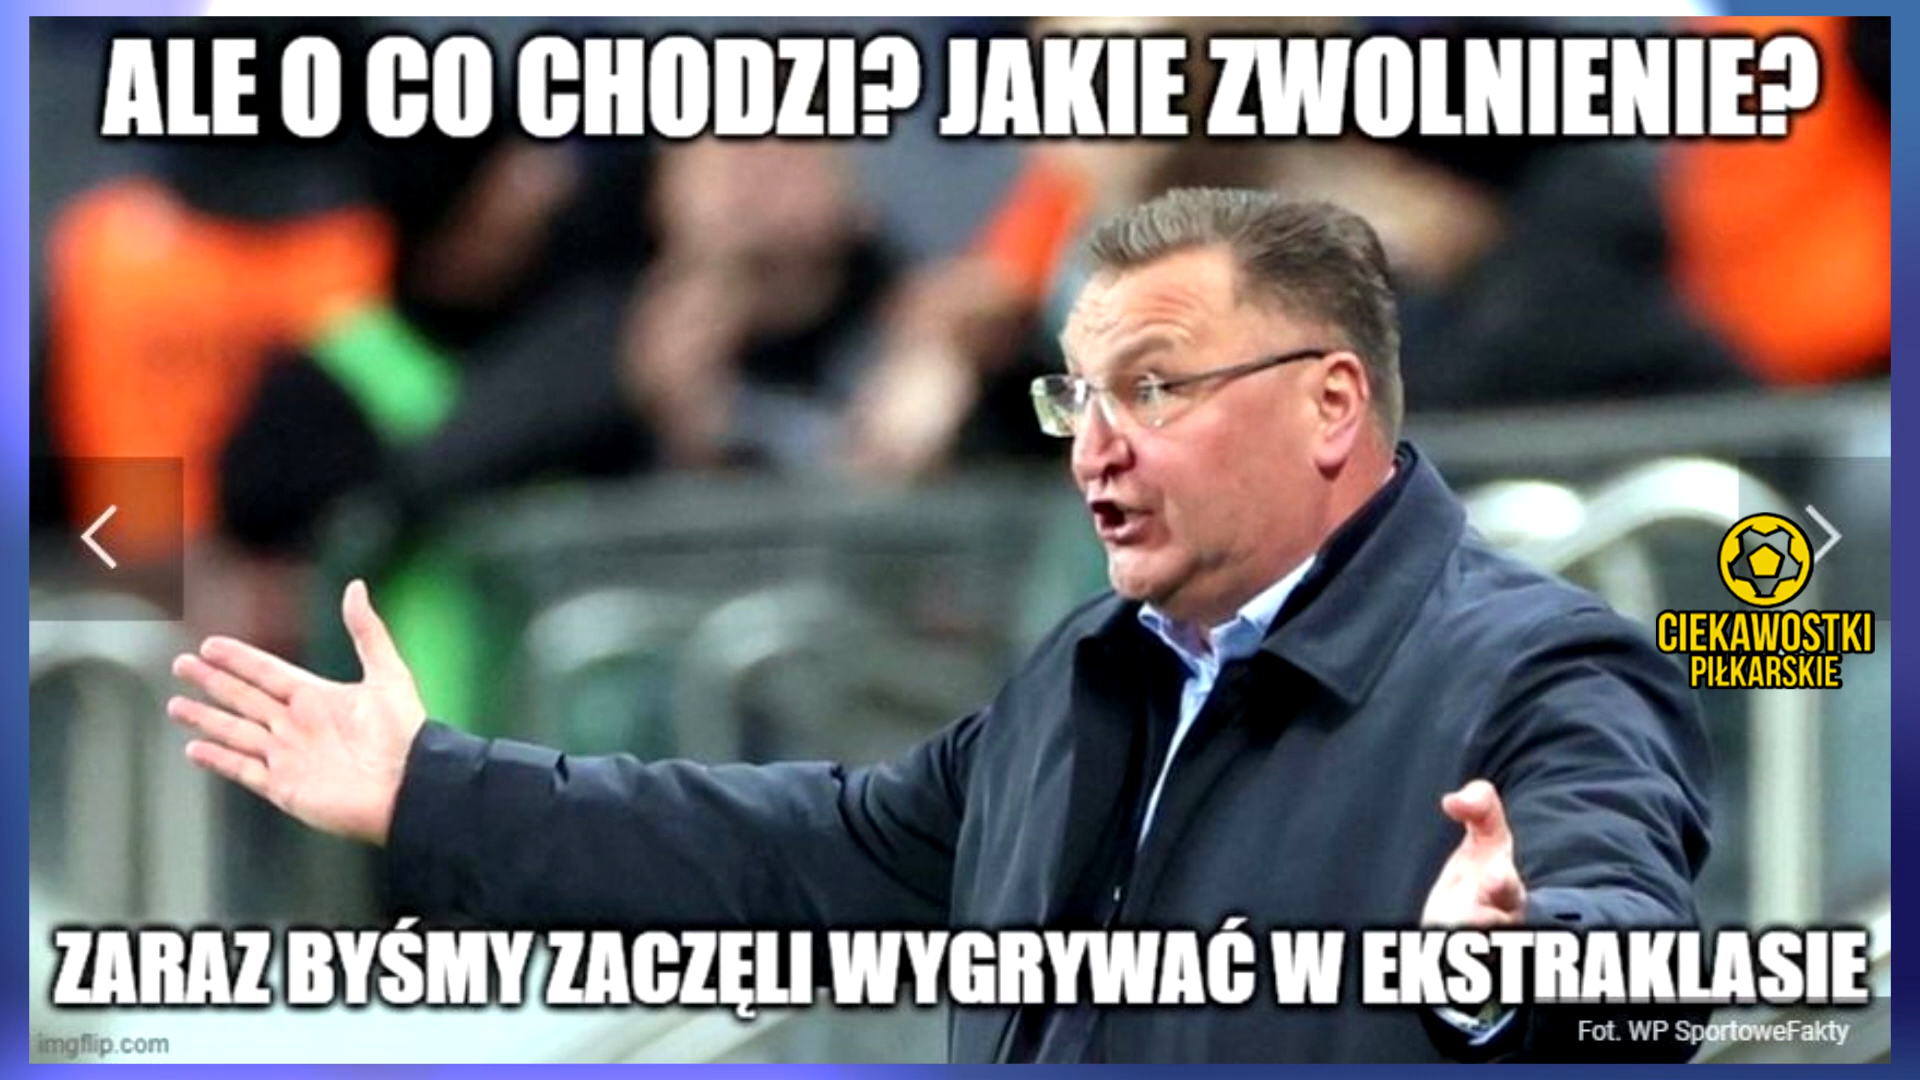 ALE O CO CHODZI? JAKIE ZWOLNIENIE?
CIEKAWOSTKI
PIŁKARSKIE
ZARAZ BYŚMY ZACZĘLI WYGRYWAĆ W EKSTRAKLASIE
imgflip.com
Fot. WP SportoweFakty